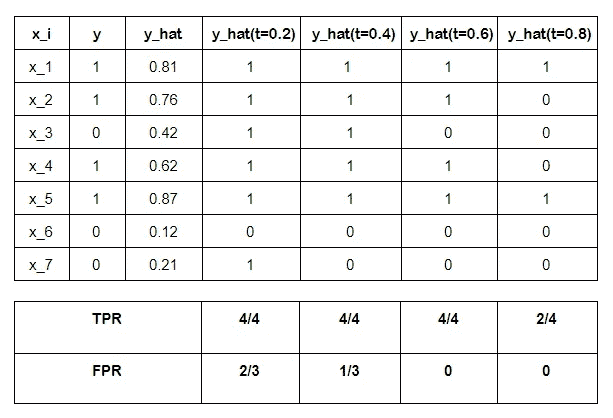 x_i y y_hat y_hat(t=0.2) y_hat(t=0.4) y_hat(t=0.6) y_hat(t=0.8)
x_1 1 0.81 1 1 1 1
x_2 1 0.76 1 1 1 0
x_3 0 0.42 1 1 0 0
x_4 1 0.62 1 1 1 0
x_5 1 0.87 1 1 1 1
x_6 0 0.12 0 0 0 0
x_7 0 0.21 1 0 0 0
TPR 4/4 4/4 4/4 2/4
FPR 2/3 1/3 0 0